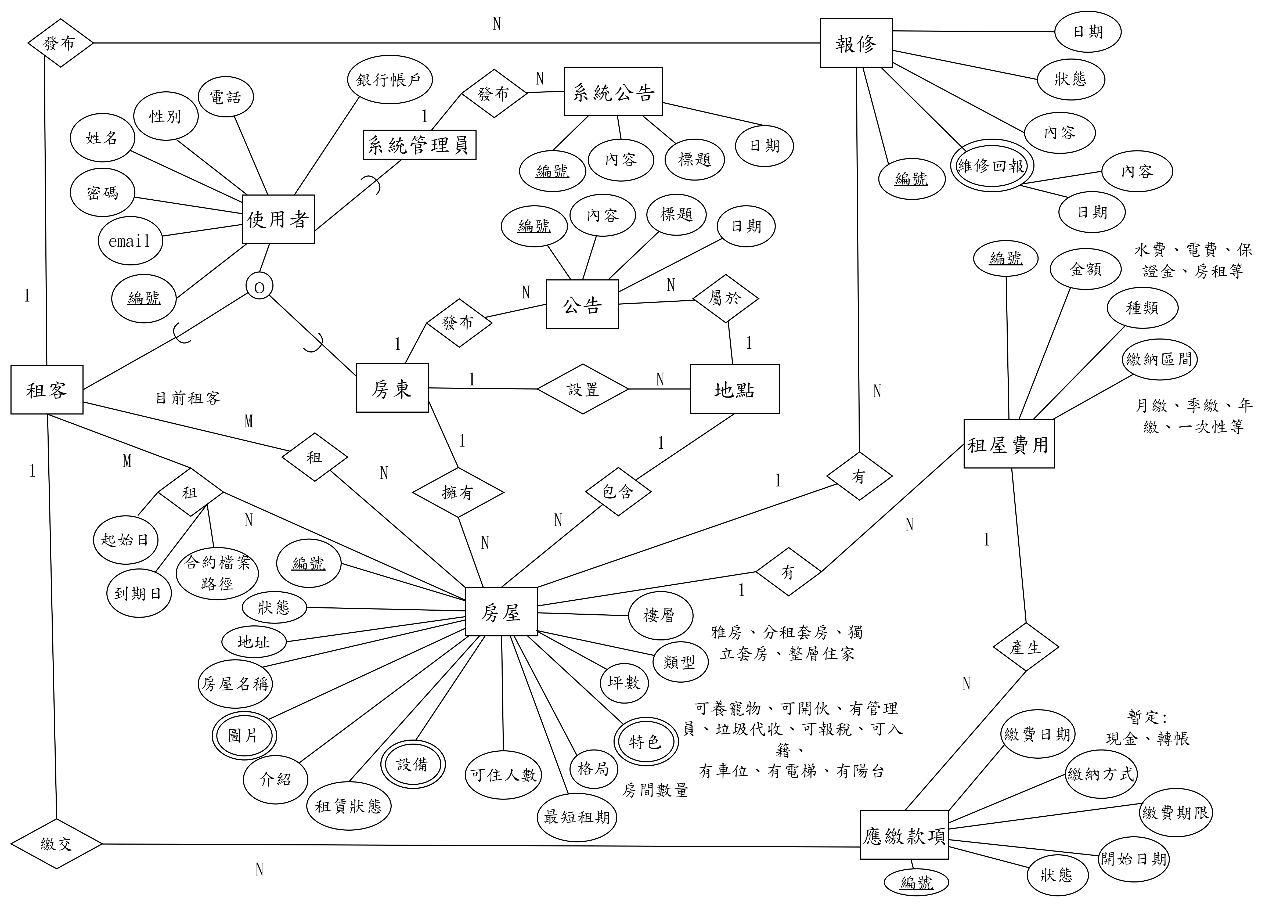 N
發布
報修
日期
狀態
內容
維修回報
內容
日期
編號
銀行帳戶
電話
性別
姓名
密碼
email
編號
使用者
o
1
系統管理員
發布
N
系統公告
編號
內容
標題
日期
編號
內容
標題
日期
公告
N
發布
1
N
屬於
1
房東
1
設置
N
地點
1
租客
目前租客
M
租
N
M
租
N
起始日
到期日
合約檔案
路徑
1
擁有
N
1
包含
N
N
有
1
編號
金額
種類
繳納區間
水費、電費、保
證金、房租等
月繳、季繳、年
繳、一次性等
租屋費用
N
有
1
1
產生
N
房屋
編號
狀態
地址
房屋名稱
圖片
介紹
租賃狀態
設備
可住人數
最短租期
格局
房間數量
特色
坪數
類型
樓層
雅房、分租套房、獨
立套房、整層住家
可養寵物、可開伙、有管理
員、垃圾代收、可報稅、可入
籍、
有車位、有電梯、有陽台
1
繳交
N
應繳款項
繳費日期
繳納方式
繳費期限
開始日期
狀態
編號
暫定:
現金、轉帳